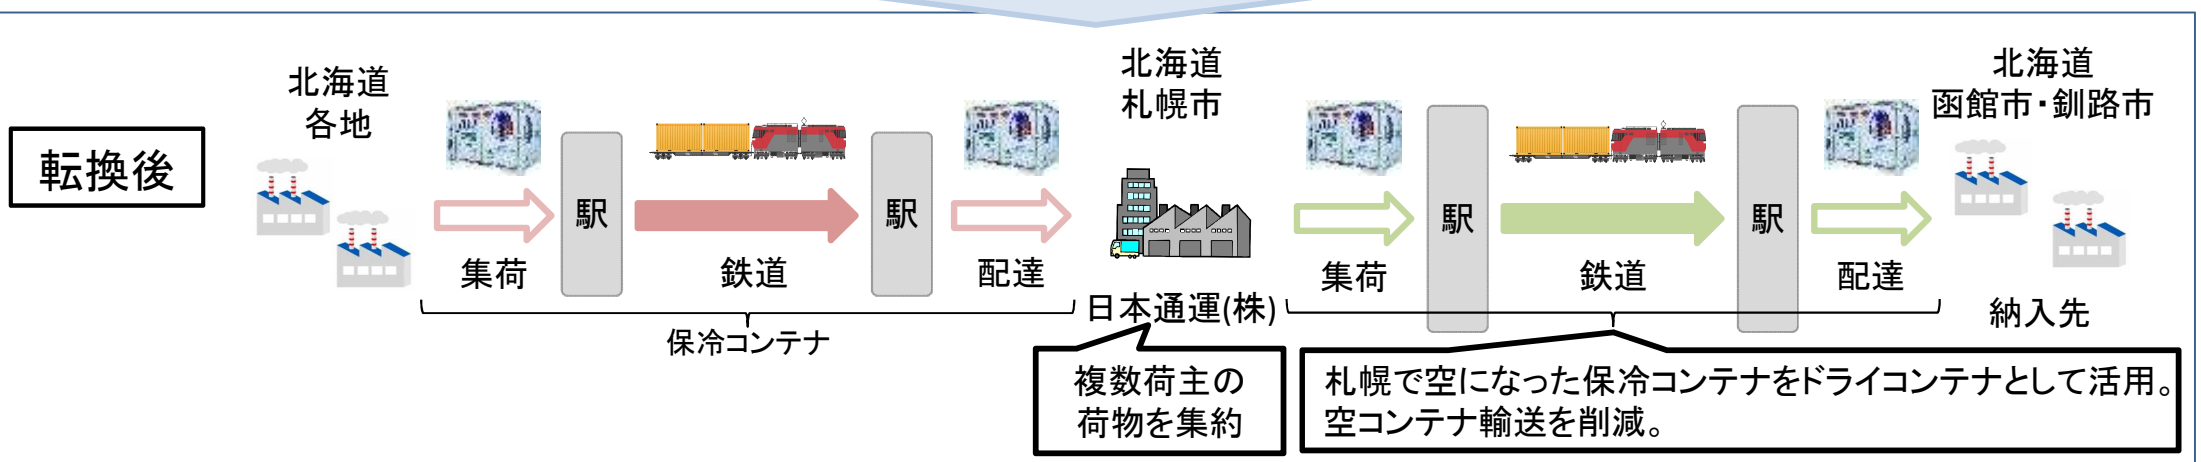 転換後
北海道
各地
集荷
駅
鉄道
駅
配達
保冷コンテナ
北海道
札幌市
日本通運(株)
複数荷主の
荷物を集約
集荷
駅
鉄道
駅
配達
北海道
函館市・釧路市
納入先
札幌で空になった保冷コンテナをドライコンテナとして活用。
空コンテナ輸送を削減。